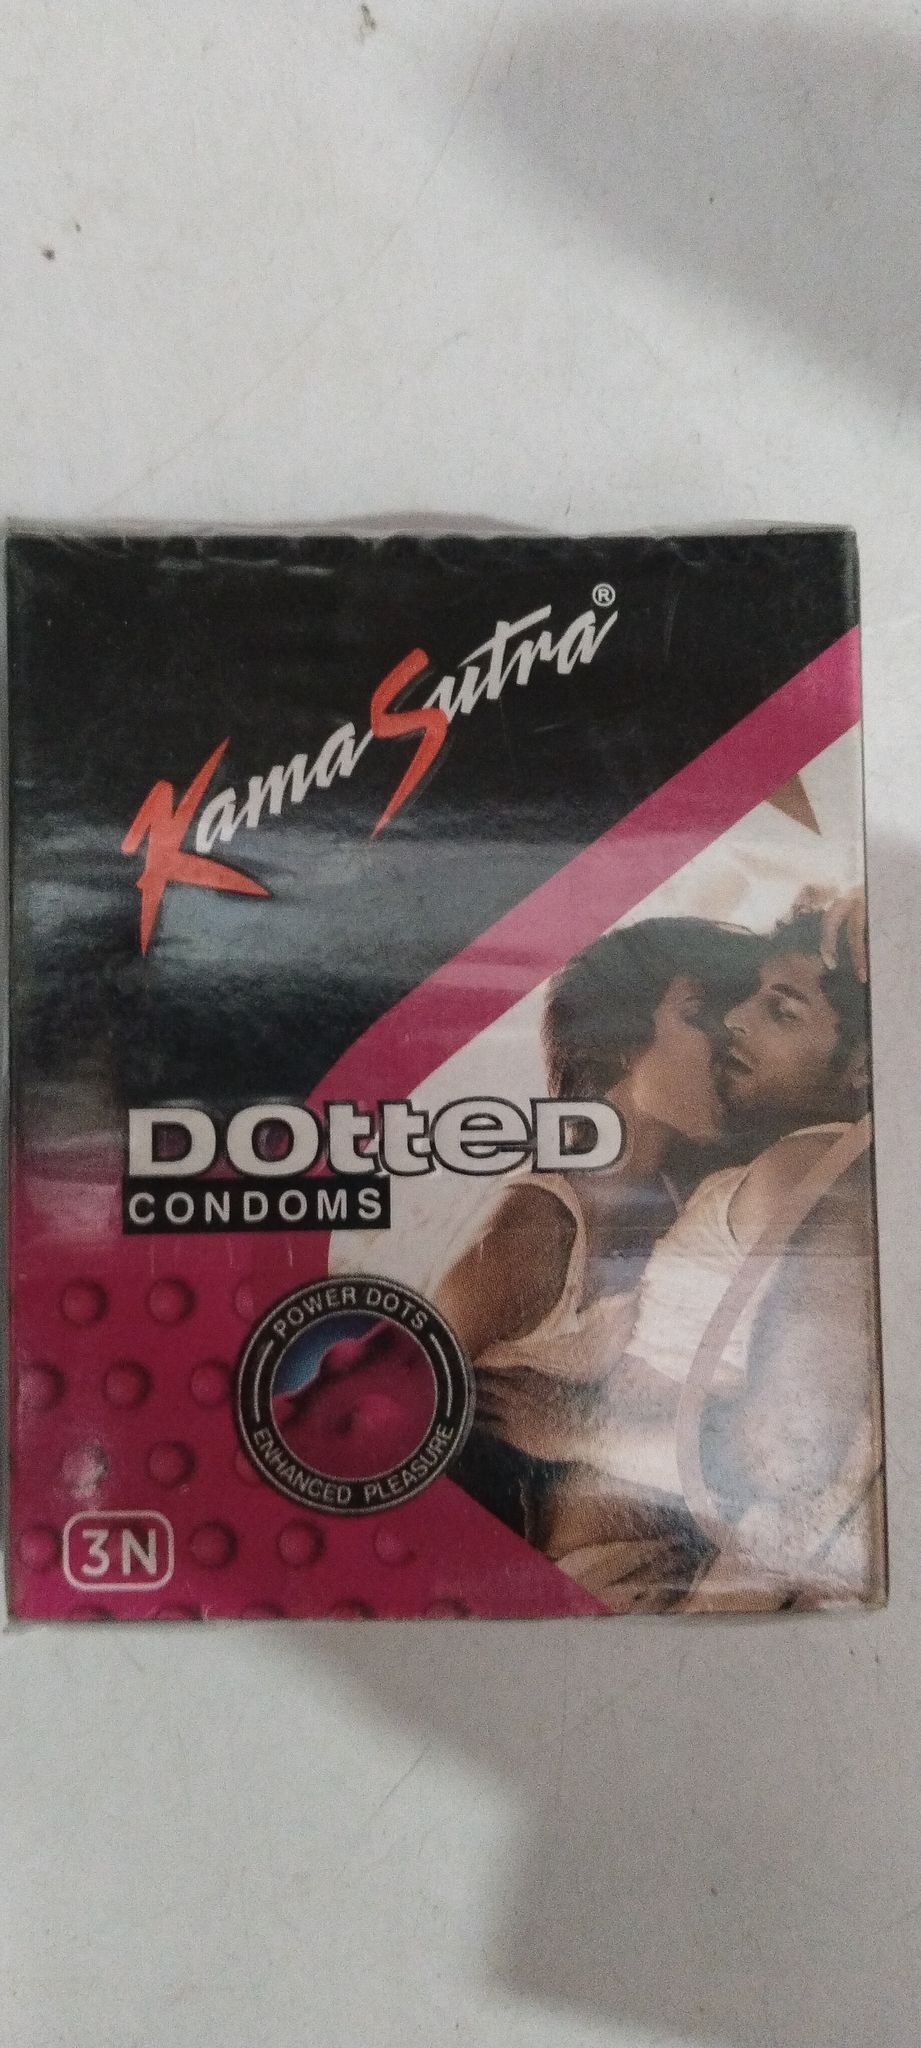 KamaSutra®
DOtteD
CONDOMS
POWER DOTS
ENHANCED PLEASURE
3N